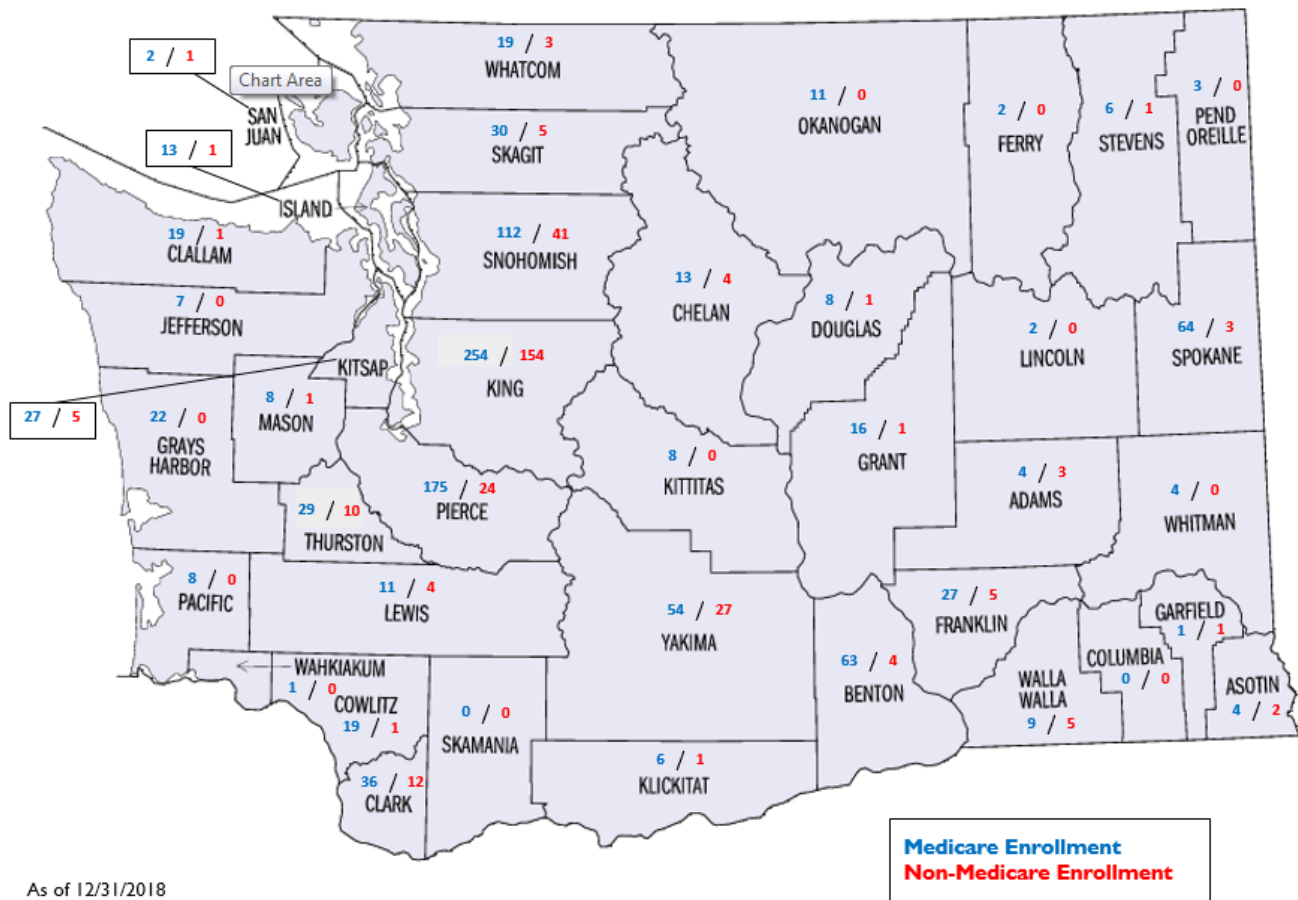 2 / 1
SAN
JUAN
Chart Area
19 / 3
WHATCOM
11 / 0
OKANOGAN
2 / 0
FERRY
6 / 1
STEVENS
3 / 0
PEND
OREILLE
13 / 1
ISLAND
30 / 5
SKAGIT
19 / 1
CLALLAM
112 / 41
SNOHOMISH
13 / 4
CHELAN
8 / 1
DOUGLAS
7 / 0
JEFFERSON
2 / 0
LINCOLN
64 / 3
SPOKANE
254 / 154
KING
KITSAP
27 / 5
8 / 1
MASON
22 / 0
GRAYS
HARBOR
16 / 1
GRANT
8 / 0
KITTITAS
4 / 3
ADAMS
4 / 0
WHITMAN
175 / 24
PIERCE
29 / 10
THURSTON
8 / 0
PACIFIC
11 / 4
LEWIS
54 / 27
YAKIMA
27 / 5
FRANKLIN
GARFIELD
1 / 1
63 / 4
BENTON
WALLA
WALLA
9 / 5
COLUMBIA
0 / 0
ASOTIN
4 / 2
WAHKIAKUM
1 / 0
COWLITZ
19 / 1
0 / 0
SKAMANIA
6 / 1
KLICKITAT
36 / 12
CLARK
Medicare Enrollment
Non-Medicare Enrollment
As of 12/31/2018